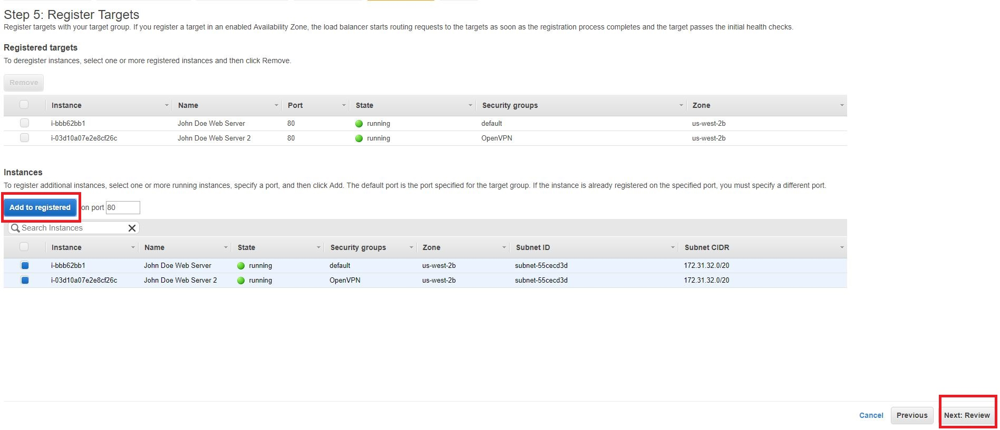 Step 5: Register Targets
Register targets with your target group. If you register a target in an enabled Availability Zone, the load balancer starts routing requests to the targets as soon as the registration process completes and the target passes the initial health checks.
Registered targets
To deregister instances, select one or more registered instances and then click Remove.
Remove
Instance Name Port State Security groups Zone
i-bbb62bb1 John Doe Web Server 80 running default us-west-2b
i-03d10a07e2e8cf26c John Doe Web Server 2 80 running OpenVPN us-west-2b
Instances
To register additional instances, select one or more running instances, specify a port, and then click Add. The default port is the port specified for the target group. If the instance is already registered on the specified port, you must specify a different port.
Add to registered on port 80
Search Instances
Instance Name State Security groups Zone Subnet ID Subnet CIDR
i-bbb62bb1 John Doe Web Server running default us-west-2b subnet-55cecd3d 172.31.32.0/20
i-03d10a07e2e8cf26c John Doe Web Server 2 running OpenVPN us-west-2b subnet-55cecd3d 172.31.32.0/20
Cancel Previous Next: Review